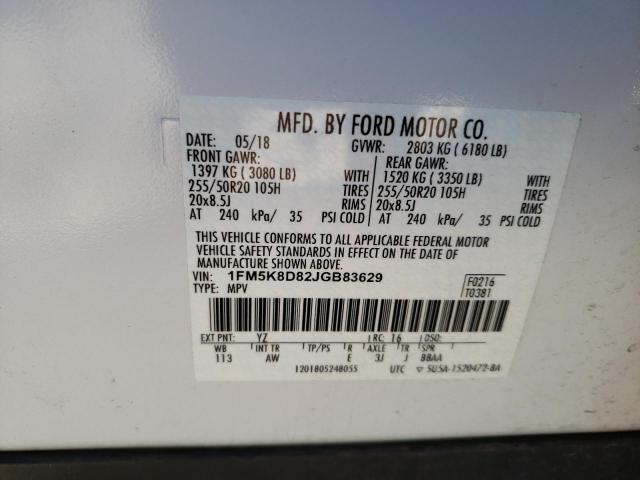 MFD. BY FORD MOTOR CO.
DATE: 05/18 GVWR: 2803 KG ( 6180 LB)
FRONT GAWR: REAR GAWR:
1397 KG ( 3080 LB) 1520 KG ( 3350 LB)
255/50R20 105H TIRES 255/50R20 105H TIRES
20x8.5J RIMS 20x8.5J RIMS
AT 240 kPa/ 35 PSI COLD AT 240 kPa/ 35 PSI COLD
THIS VEHICLE CONFORMS TO ALL APPLICABLE FEDERAL MOTOR
VEHICLE SAFETY STANDARDS IN EFFECT ON THE DATE OF
MANUFACTURE SHOWN ABOVE.
VIN: 1FM5K8D82JGB83629 F0216
TYPE: MPV T0381
EXT PNT: YZ RC: 16 DSO:
WB INT TR TP/PS R AXLE TR SPR
113 AW E 3J J BBAA
1201805248055 UTC ▽ 5U5A-1520472-BA